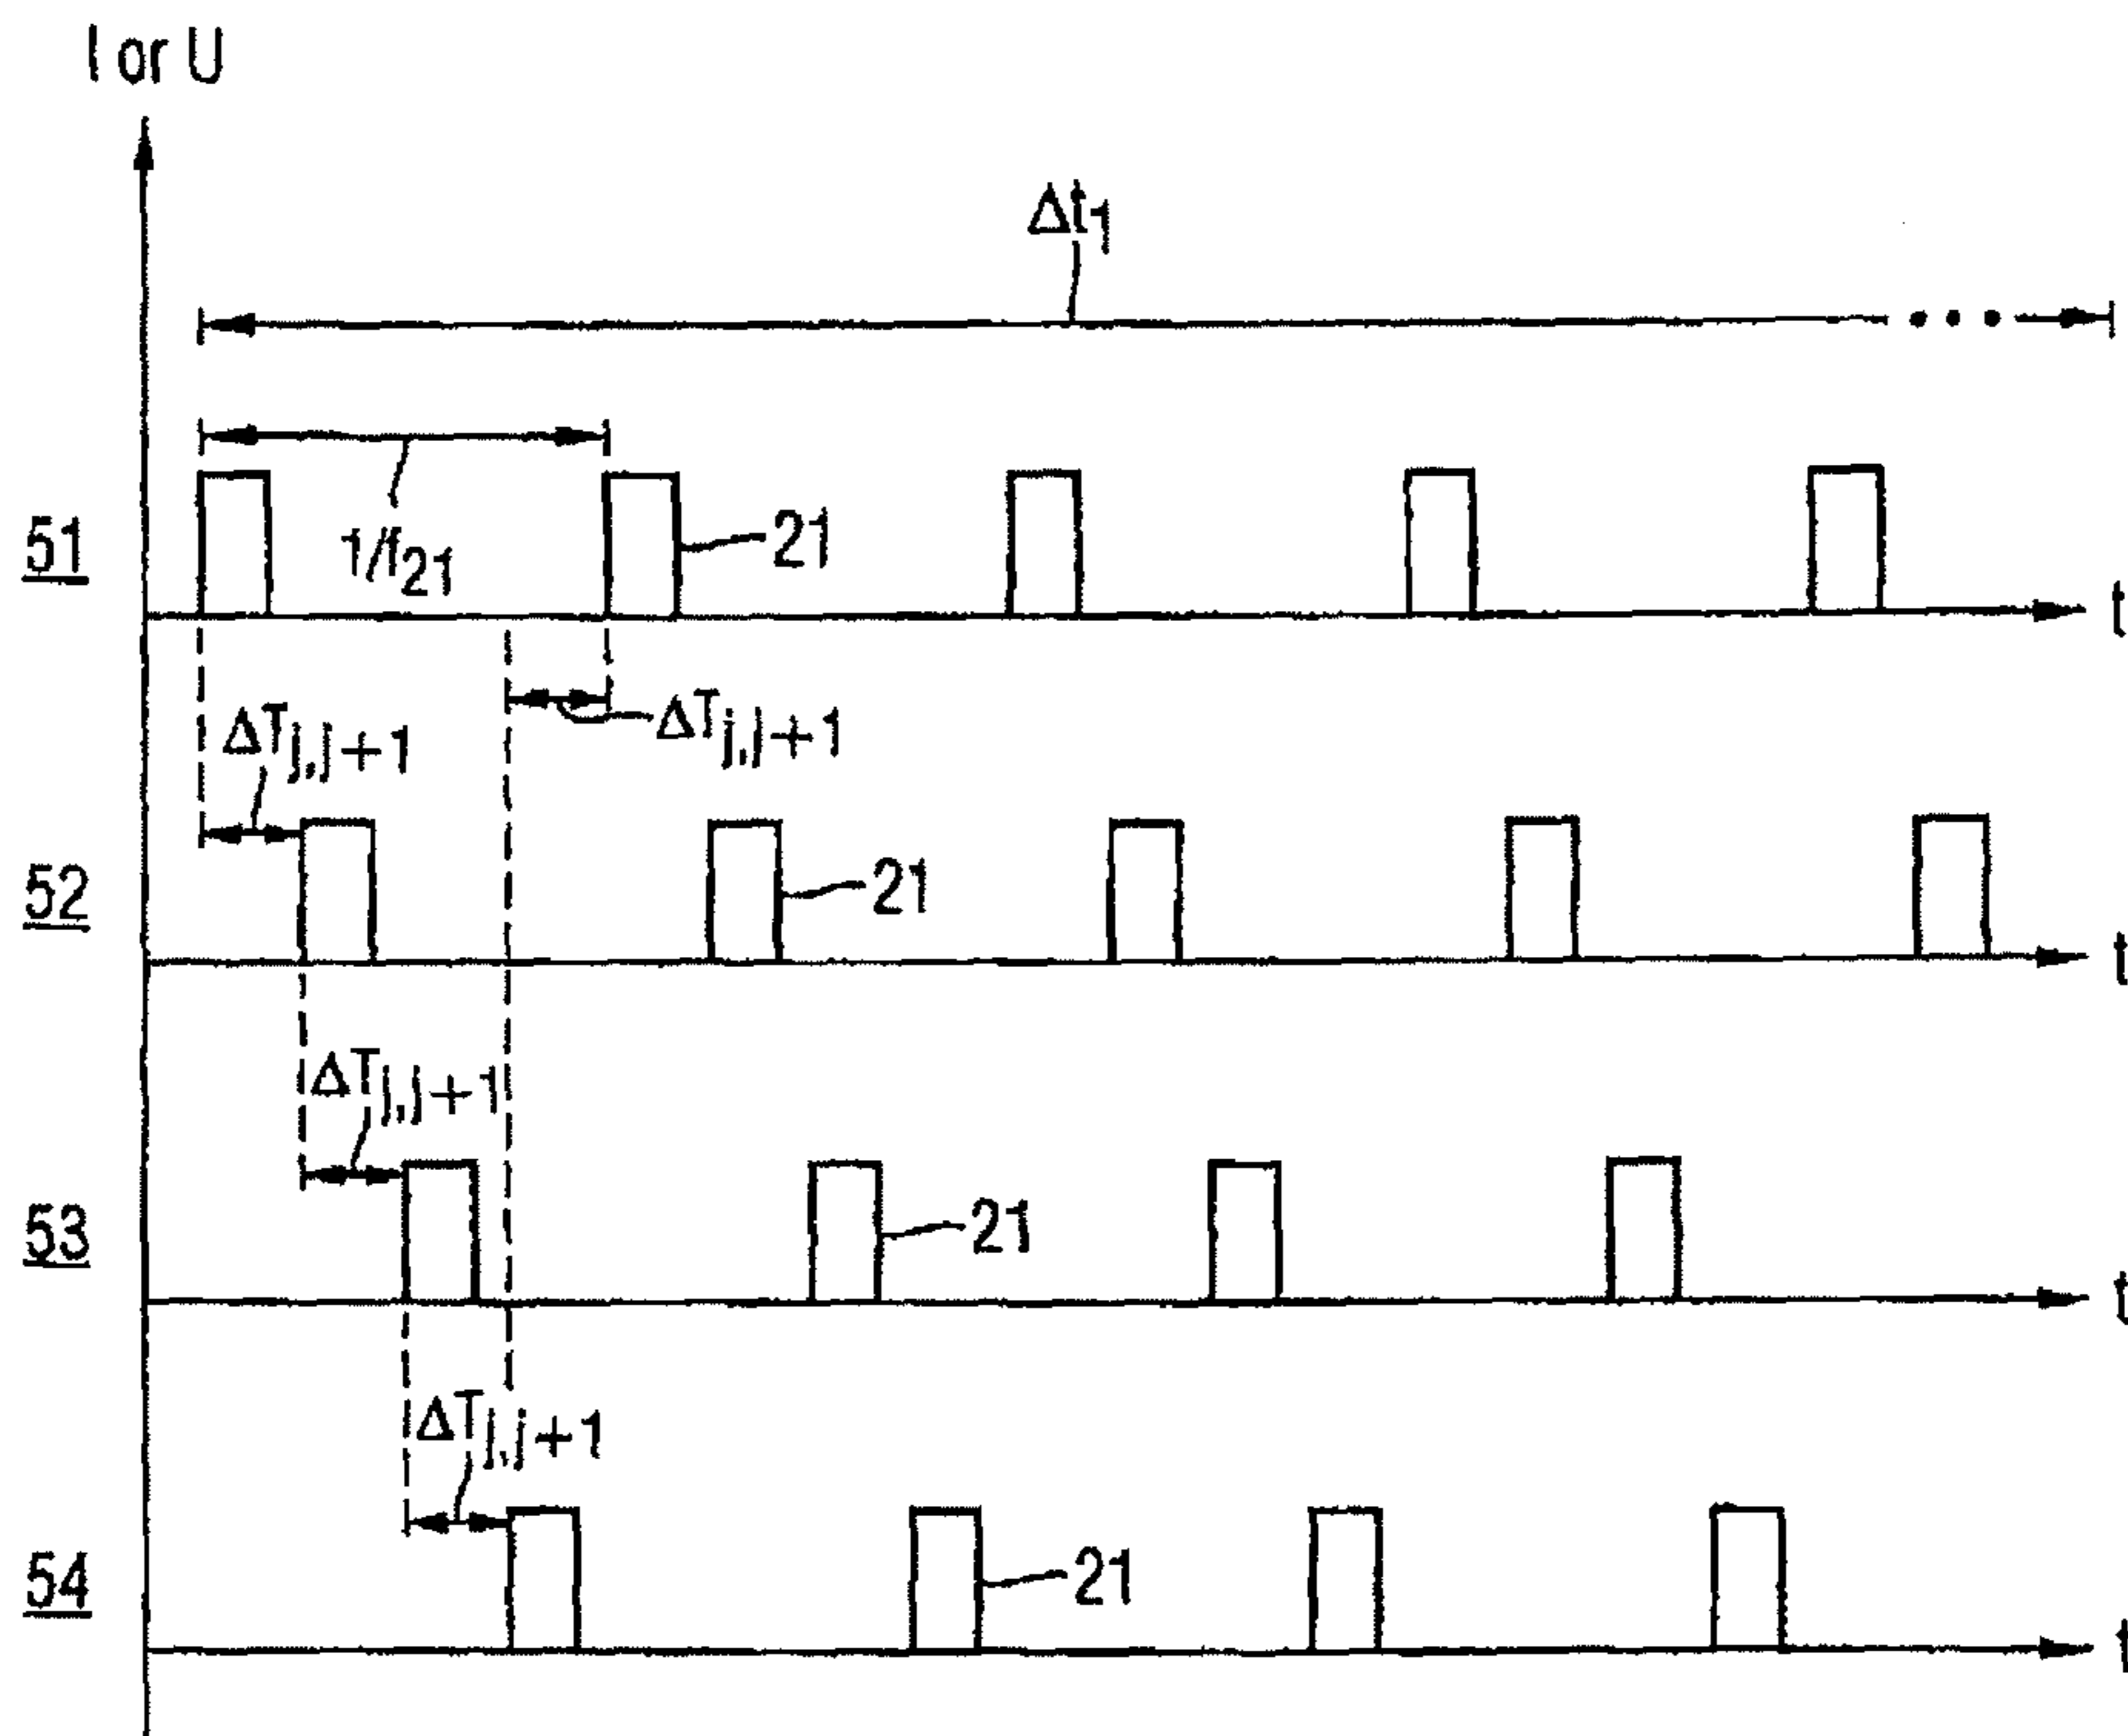 I or U
Δt1
51
1/f21
21
t
ΔTj,j+1
ΔTj,j+1
52
21
t
ΔTj,j+1
53
21
t
ΔTj,j+1
54
21
t